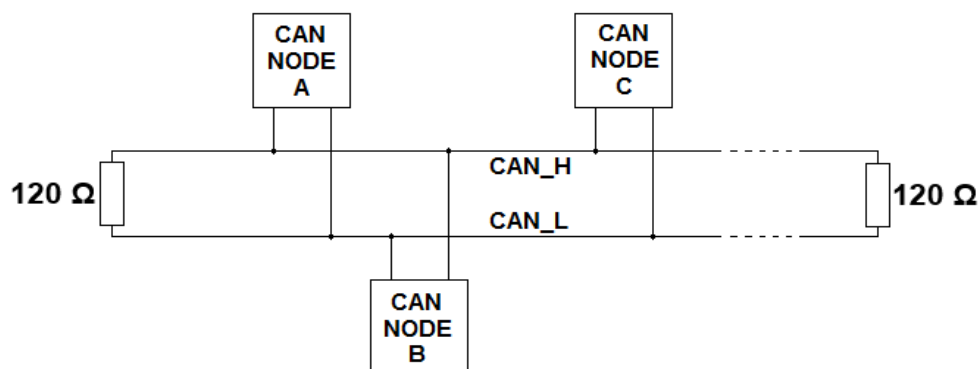 CAN
NODE
A
CAN
NODE
C
CAN_H
120 Ω
120 Ω
CAN_L
CAN
NODE
B